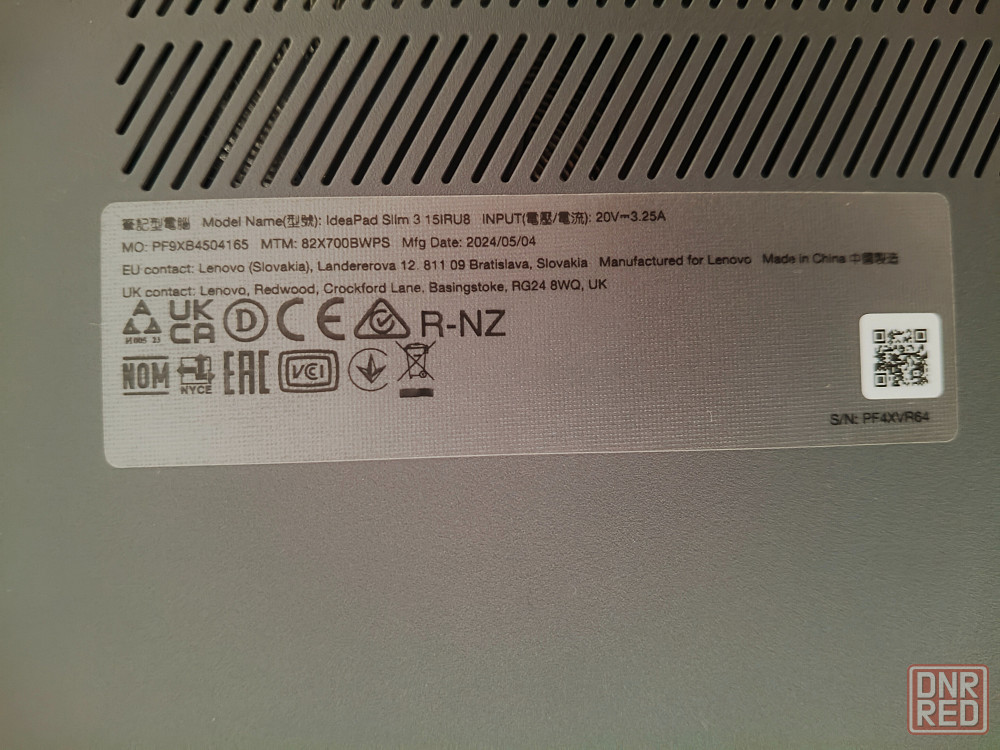 筆記型電腦 Model Name(型號): IdeaPad Slim 3 15IRU8 INPUT(電壓/電流): 20V⎓3.25A
MO: PF9XB4504165 MTM: 82X700BWPS Mfg Date: 2024/05/04
EU contact: Lenovo (Slovakia), Landererova 12, 811 09 Bratislava, Slovakia Manufactured for Lenovo Made in China 中國製造
UK contact: Lenovo, Redwood, Crockford Lane, Basingstoke, RG24 8WQ, UK
UK CA D CE R-NZ
NOM NYCE EAC VCCI
S/N: PF4XVR64
DNR
RED